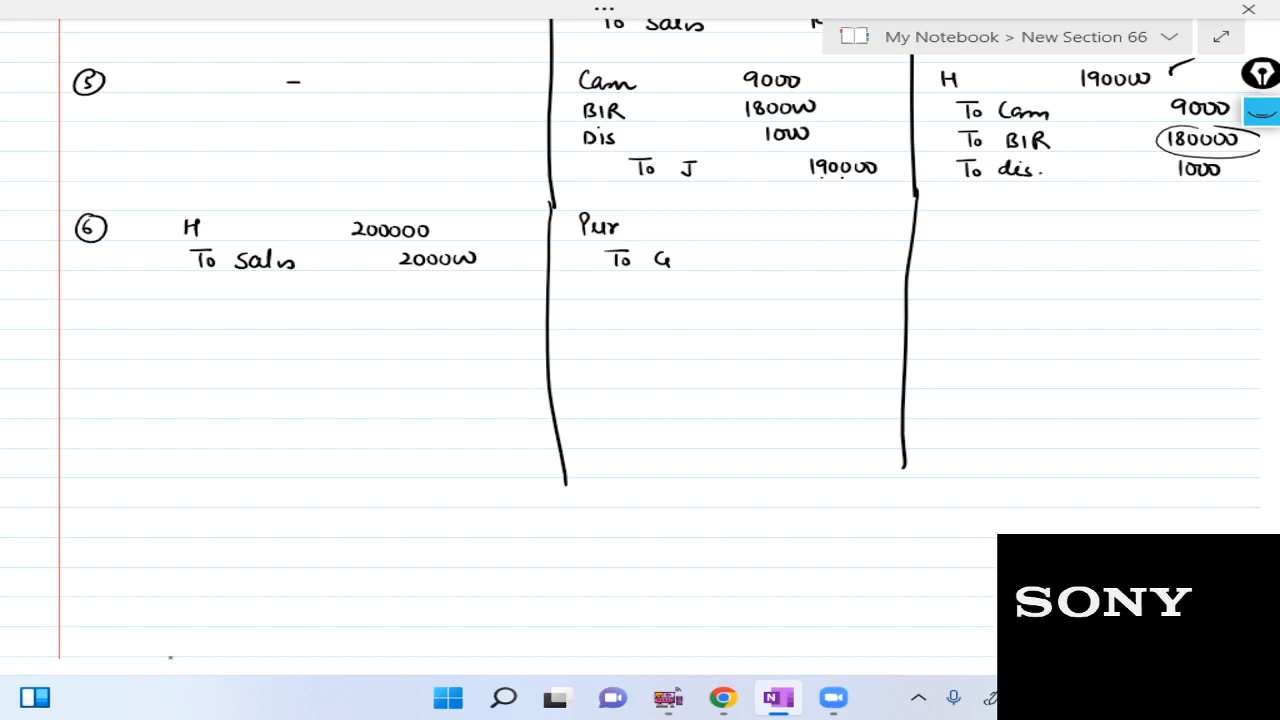 To Sales
My Notebook > New Section 66
5 - Cam 9000 H 190000
BIR 180000 To Cam 9000
Dis 1000 To BIR 180000
To J 190000 To dis. 1000
6 H 200000 Pur
To Sales 200000 To G
SONY